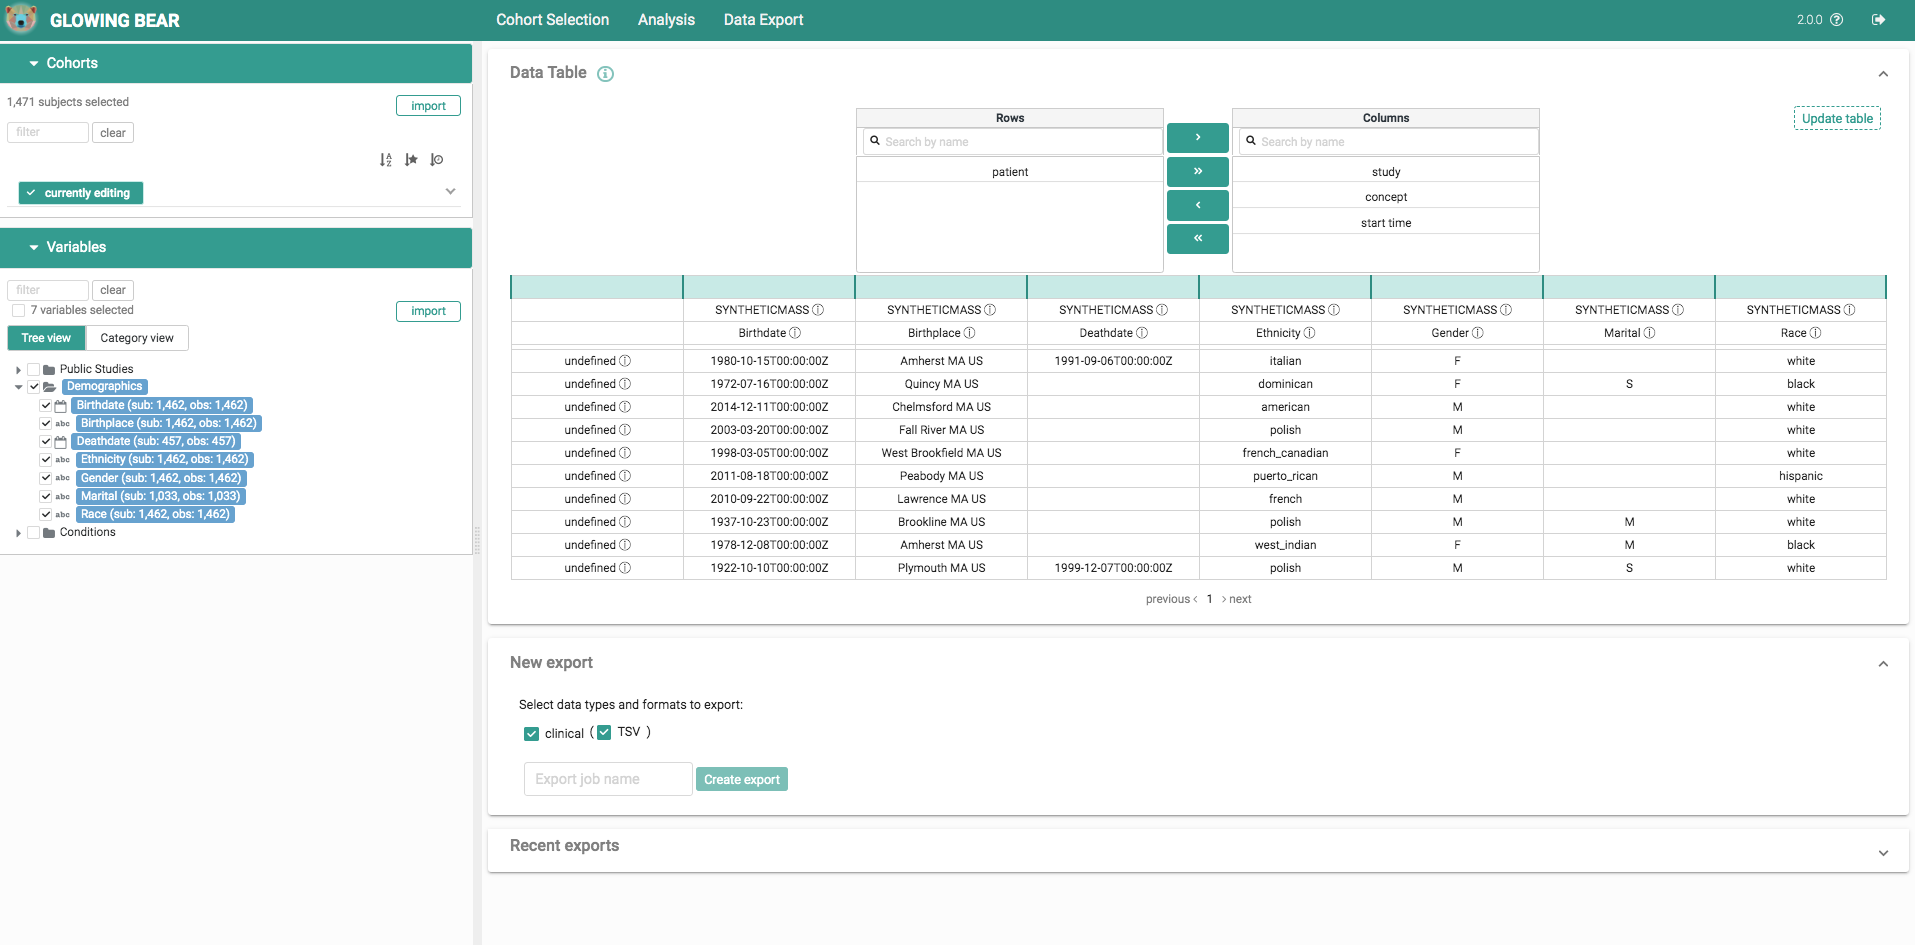 GLOWING BEAR
Cohort Selection Analysis Data Export
2.0.0
Cohorts
1,471 subjects selected
import
filter clear
currently editing
Variables
filter clear
7 variables selected
import
Tree view Category view
Public Studies
Demographics
Birthdate (sub: 1,462, obs: 1,462)
abc Birthplace (sub: 1,462, obs: 1,462)
Deathdate (sub: 457, obs: 457)
abc Ethnicity (sub: 1,462, obs: 1,462)
abc Gender (sub: 1,462, obs: 1,462)
abc Marital (sub: 1,033, obs: 1,033)
abc Race (sub: 1,462, obs: 1,462)
Conditions
Data Table
Update table
Rows Columns
Search by name Search by name
patient study
concept
start time
SYNTHETICMASS SYNTHETICMASS SYNTHETICMASS SYNTHETICMASS SYNTHETICMASS SYNTHETICMASS SYNTHETICMASS
Birthdate Birthplace Deathdate Ethnicity Gender Marital Race
undefined 1980-10-15T00:00:00Z Amherst MA US 1991-09-06T00:00:00Z italian F white
undefined 1972-07-16T00:00:00Z Quincy MA US dominican F S black
undefined 2014-12-11T00:00:00Z Chelmsford MA US american M white
undefined 2003-03-20T00:00:00Z Fall River MA US polish M white
undefined 1998-03-05T00:00:00Z West Brookfield MA US french_canadian F white
undefined 2011-08-18T00:00:00Z Peabody MA US puerto_rican M hispanic
undefined 2010-09-22T00:00:00Z Lawrence MA US french M white
undefined 1937-10-23T00:00:00Z Brookline MA US polish M M white
undefined 1978-12-08T00:00:00Z Amherst MA US west_indian F M black
undefined 1922-10-10T00:00:00Z Plymouth MA US 1999-12-07T00:00:00Z polish M S white
previous 1 next
New export
Select data types and formats to export:
clinical ( TSV )
Export job name Create export
Recent exports